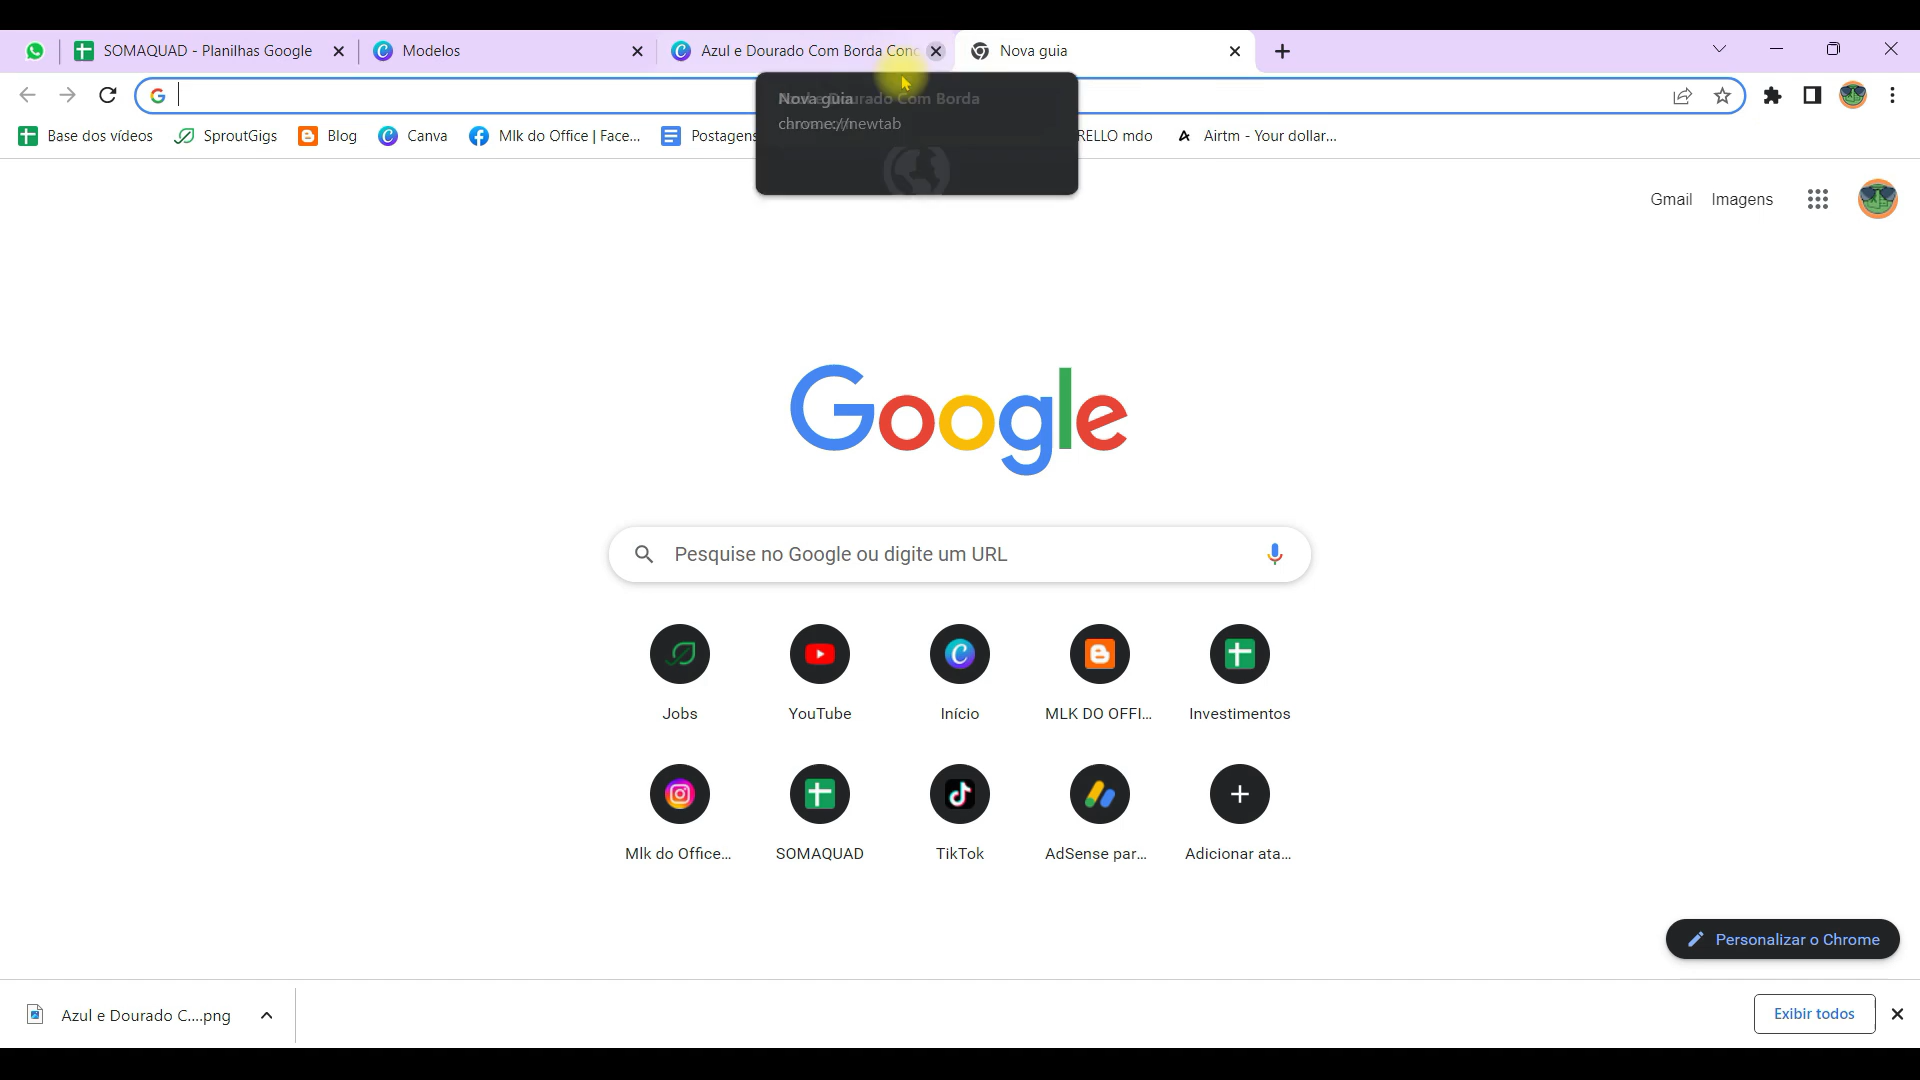 SOMAQUAD - Planilhas Google
Modelos
Azul e Dourado Com Borda Conc
Nova guia
Nova guia
chrome://newtab
Base dos vídeos
SproutGigs
Blog
Canva
Mlk do Office | Face...
Postagens
RELLO mdo
Airtm - Your dollar...
Gmail
Imagens
Google
Pesquise no Google ou digite um URL
Jobs
YouTube
Início
MLK DO OFFI...
Investimentos
Mlk do Office...
SOMAQUAD
TikTok
AdSense par...
Adicionar ata...
Personalizar o Chrome
Azul e Dourado C....png
Exibir todos